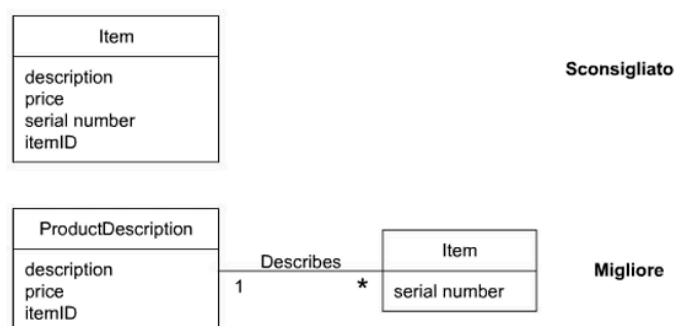 Item
description
price
serial number
itemID
Sconsigliato
ProductDescription
description
price
itemID
Describes
1
*
Item
serial number
Migliore